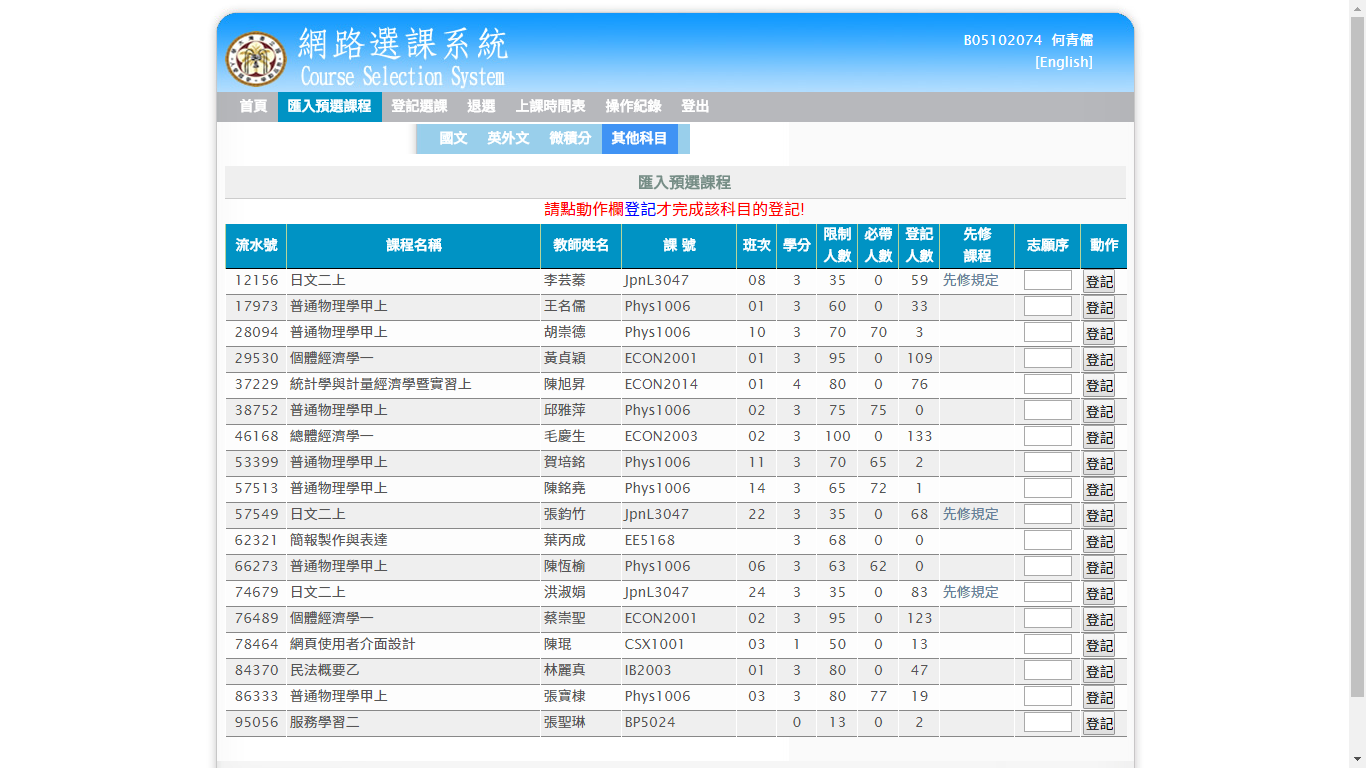 網路選課系統
Course Selection System
B05102074 何青儒
[English]
首頁 匯入預選課程 登記選課 退選 上課時間表 操作紀錄 登出
國文 英外文 微積分 其他科目
匯入預選課程
請點動作欄登記才完成該科目的登記!
流水號 課程名稱 教師姓名 課 號 班次 學分 限制人數 必帶人數 登記人數 先修課程 志願序 動作
12156 日文二上 李芸蓁 JpnL3047 08 3 35 0 59 先修規定 登記
17973 普通物理學甲上 王名儒 Phys1006 01 3 60 0 33 登記
28094 普通物理學甲上 胡崇德 Phys1006 10 3 70 70 3 登記
29530 個體經濟學一 黃貞穎 ECON2001 01 3 95 0 109 登記
37229 統計學與計量經濟學暨實習上 陳旭昇 ECON2014 01 4 80 0 76 登記
38752 普通物理學甲上 邱雅萍 Phys1006 02 3 75 75 0 登記
46168 總體經濟學一 毛慶生 ECON2003 02 3 100 0 133 登記
53399 普通物理學甲上 賀培銘 Phys1006 11 3 70 65 2 登記
57513 普通物理學甲上 陳銘堯 Phys1006 14 3 65 72 1 登記
57549 日文二上 張鈞竹 JpnL3047 22 3 35 0 68 先修規定 登記
62321 簡報製作與表達 葉丙成 EE5168 3 68 0 0 登記
66273 普通物理學甲上 陳恆榆 Phys1006 06 3 63 62 0 登記
74679 日文二上 洪淑娟 JpnL3047 24 3 35 0 83 先修規定 登記
76489 個體經濟學一 蔡崇聖 ECON2001 02 3 95 0 123 登記
78464 網頁使用者介面設計 陳琨 CSX1001 03 1 50 0 13 登記
84370 民法概要乙 林麗真 IB2003 01 3 80 0 47 登記
86333 普通物理學甲上 張寶棣 Phys1006 03 3 80 77 19 登記
95056 服務學習二 張聖琳 BP5024 0 13 0 2 登記